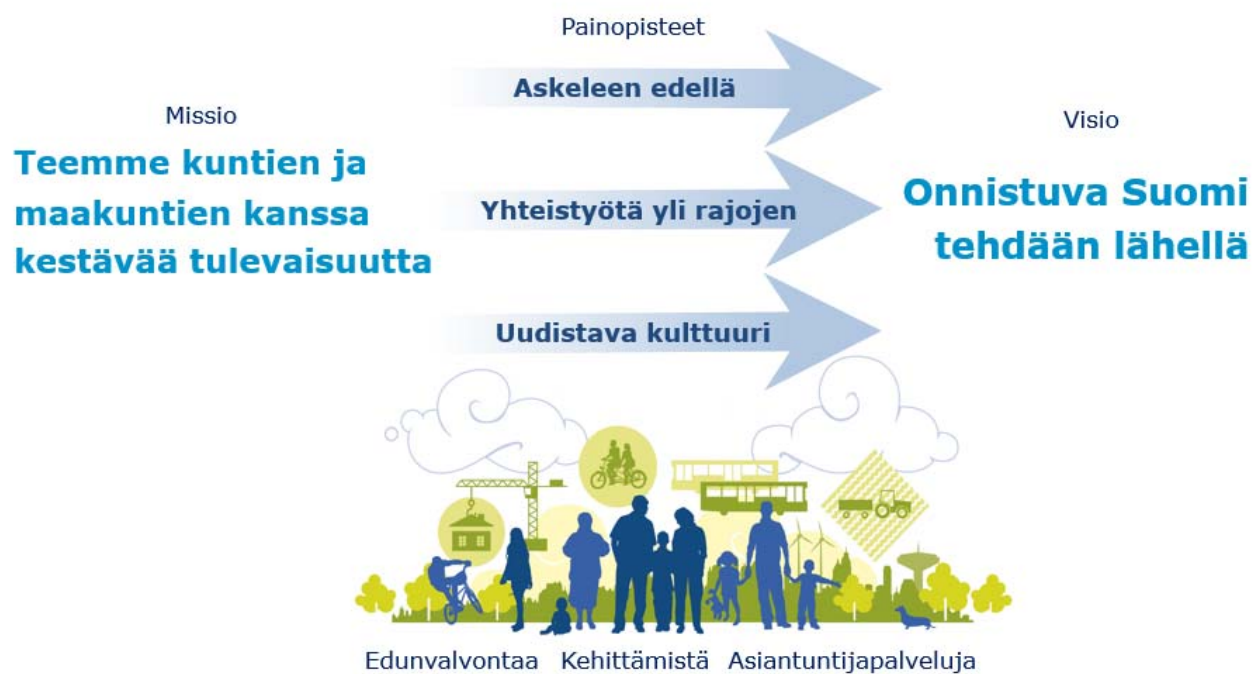 Missio
Teemme kuntien ja
maakuntien kanssa
kestävää tulevaisuutta
Painopisteet
Askeleen edellä
Yhteistyötä yli rajojen
Uudistava kulttuuri
Visio
Onnistuva Suomi
tehdään lähellä
Edunvalvontaa Kehittämistä Asiantuntijapalveluja